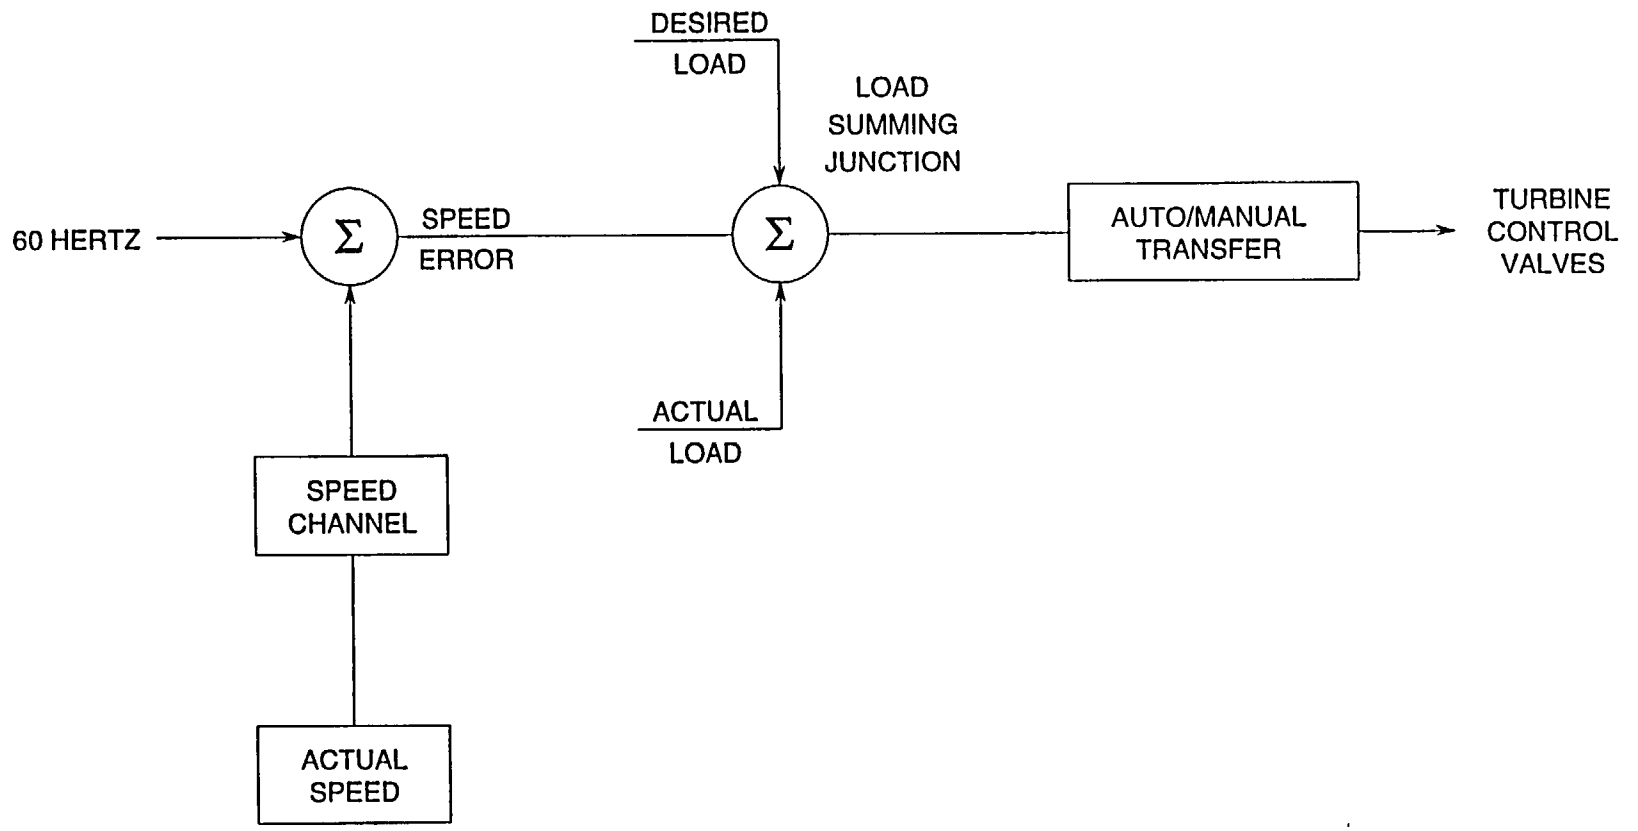 DESIRED
LOAD
LOAD
SUMMING
JUNCTION
60 HERTZ
Σ
SPEED
ERROR
Σ
AUTO/MANUAL
TRANSFER
TURBINE
CONTROL
VALVES
ACTUAL
LOAD
SPEED
CHANNEL
ACTUAL
SPEED